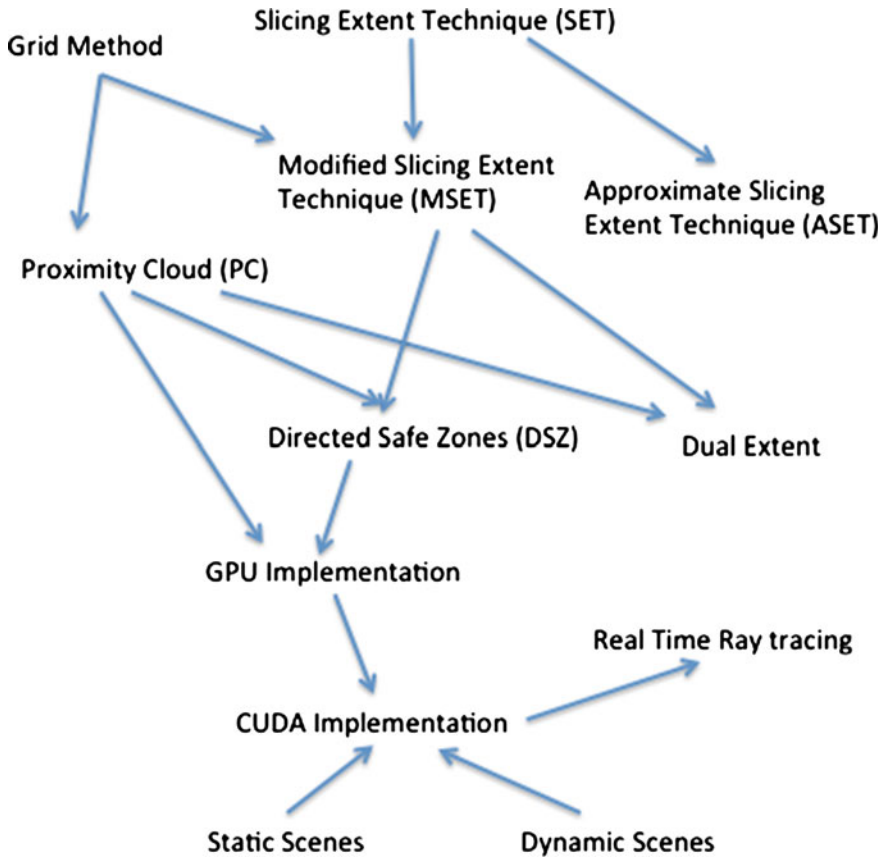 Slicing Extent Technique (SET)
Grid Method
Modified Slicing Extent
Technique (MSET)
Approximate Slicing
Extent Technique (ASET)
Proximity Cloud (PC)
Directed Safe Zones (DSZ)
Dual Extent
GPU Implementation
Real Time Ray tracing
CUDA Implementation
Static Scenes
Dynamic Scenes